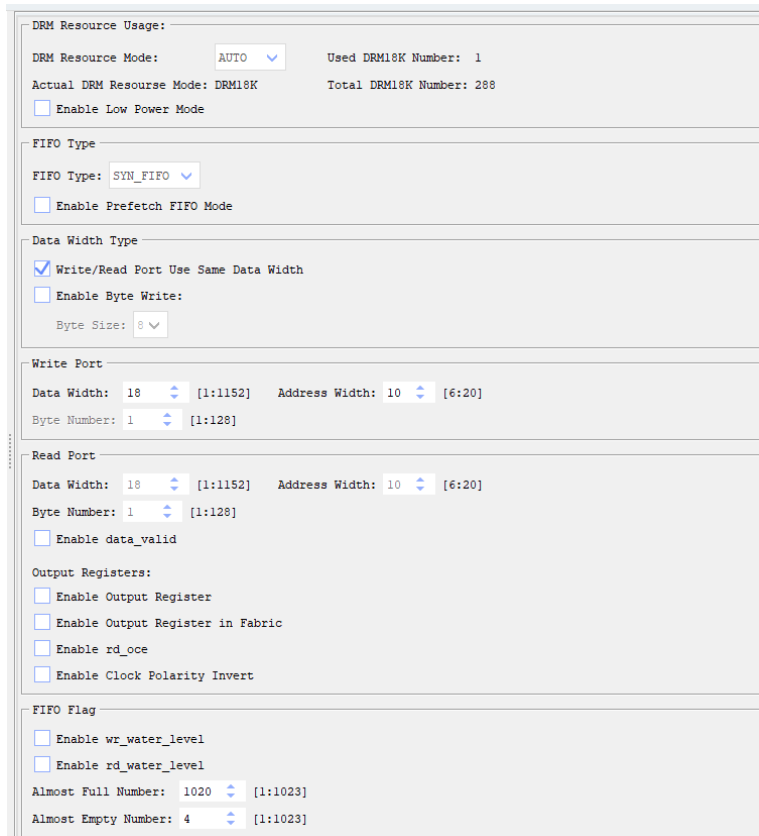 DRM Resource Usage:
DRM Resource Mode: AUTO Used DRM18K Number: 1
Actual DRM Resourse Mode: DRM18K Total DRM18K Number: 288
Enable Low Power Mode
FIFO Type
FIFO Type: SYN_FIFO
Enable Prefetch FIFO Mode
Data Width Type
Write/Read Port Use Same Data Width
Enable Byte Write:
Byte Size: 8
Write Port
Data Width: 18 [1:1152] Address Width: 10 [6:20]
Byte Number: 1 [1:128]
Read Port
Data Width: 18 [1:1152] Address Width: 10 [6:20]
Byte Number: 1 [1:128]
Enable data_valid
Output Registers:
Enable Output Register
Enable Output Register in Fabric
Enable rd_oce
Enable Clock Polarity Invert
FIFO Flag
Enable wr_water_level
Enable rd_water_level
Almost Full Number: 1020 [1:1023]
Almost Empty Number: 4 [1:1023]